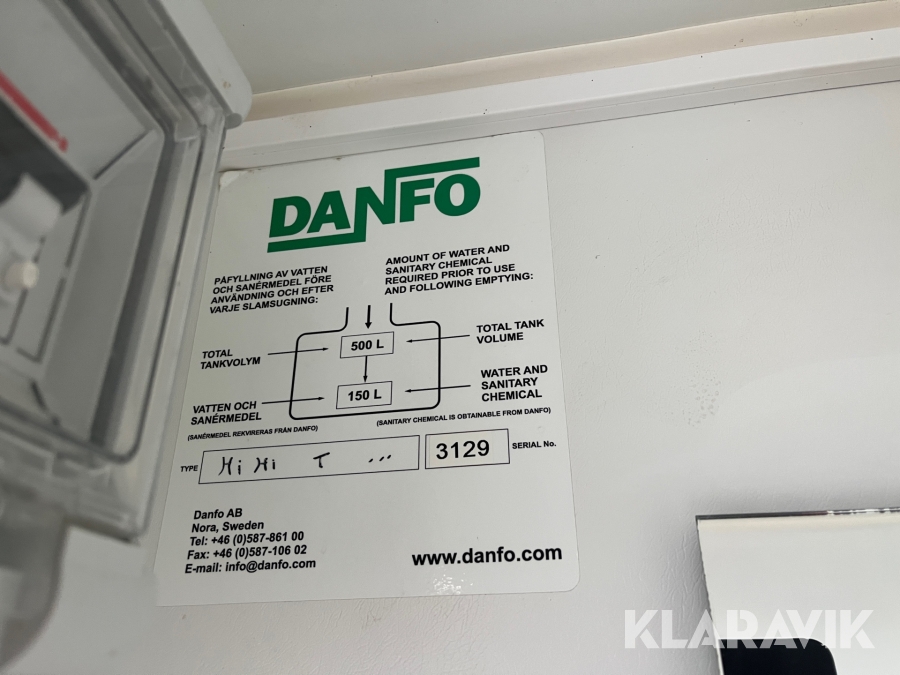 DANFO
PÅFYLLNING AV VATTEN
OCH SANÉRMEDEL FÖRE
ANVÄNDNING OCH EFTER
VARJE SLAMSUGNING:
AMOUNT OF WATER AND
SANITARY CHEMICAL
REQUIRED PRIOR TO USE
AND FOLLOWING EMPTYING:
TOTAL
TANKVOLYM
500 L
TOTAL TANK
VOLUME
VATTEN OCH
SANÉRMEDEL
150 L
WATER AND
SANITARY
CHEMICAL
(SANÉRMEDEL REKVIRERAS FRÅN DANFO)
(SANITARY CHEMICAL IS OBTAINABLE FROM DANFO)
TYPE
Hi Hi T ...
3129
SERIAL No.
Danfo AB
Nora, Sweden
Tel: +46 (0)587-861 00
Fax: +46 (0)587-106 02
E-mail: info@danfo.com
www.danfo.com
KLARAVIK